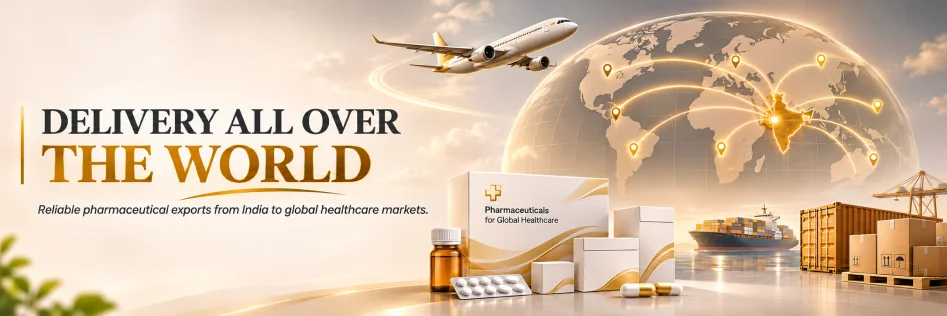 DELIVERY ALL OVER
THE WORLD
Reliable pharmaceutical exports from India to global healthcare markets.
Pharmaceuticals
for Global Healthcare